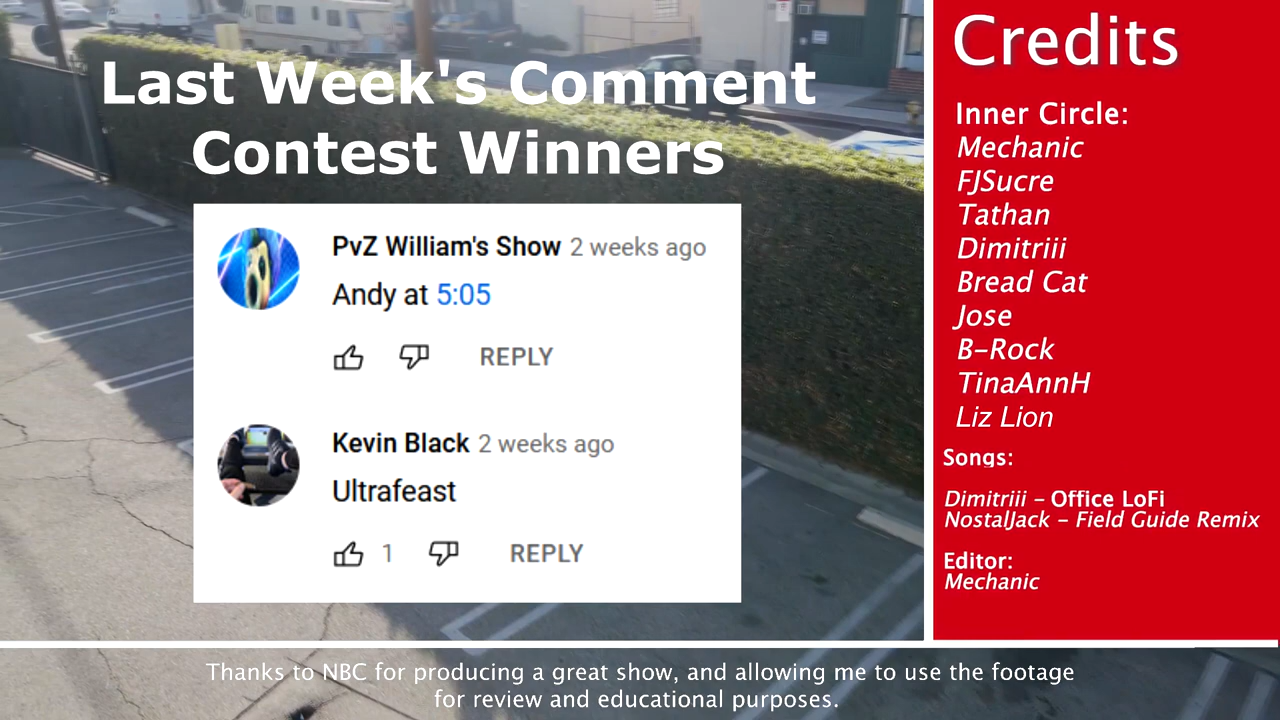 Last Week's Comment
Contest Winners
PvZ William's Show 2 weeks ago
Andy at 5:05
REPLY
Kevin Black 2 weeks ago
Ultrafeast
1 REPLY
Credits
Inner Circle:
Mechanic
FJSucre
Tathan
Dimitriii
Bread Cat
Jose
B-Rock
TinaAnnH
Liz Lion
Songs:
Dimitriii - Office LoFi
NostalJack - Field Guide Remix
Editor:
Mechanic
Thanks to NBC for producing a great show, and allowing me to use the footage
for review and educational purposes.